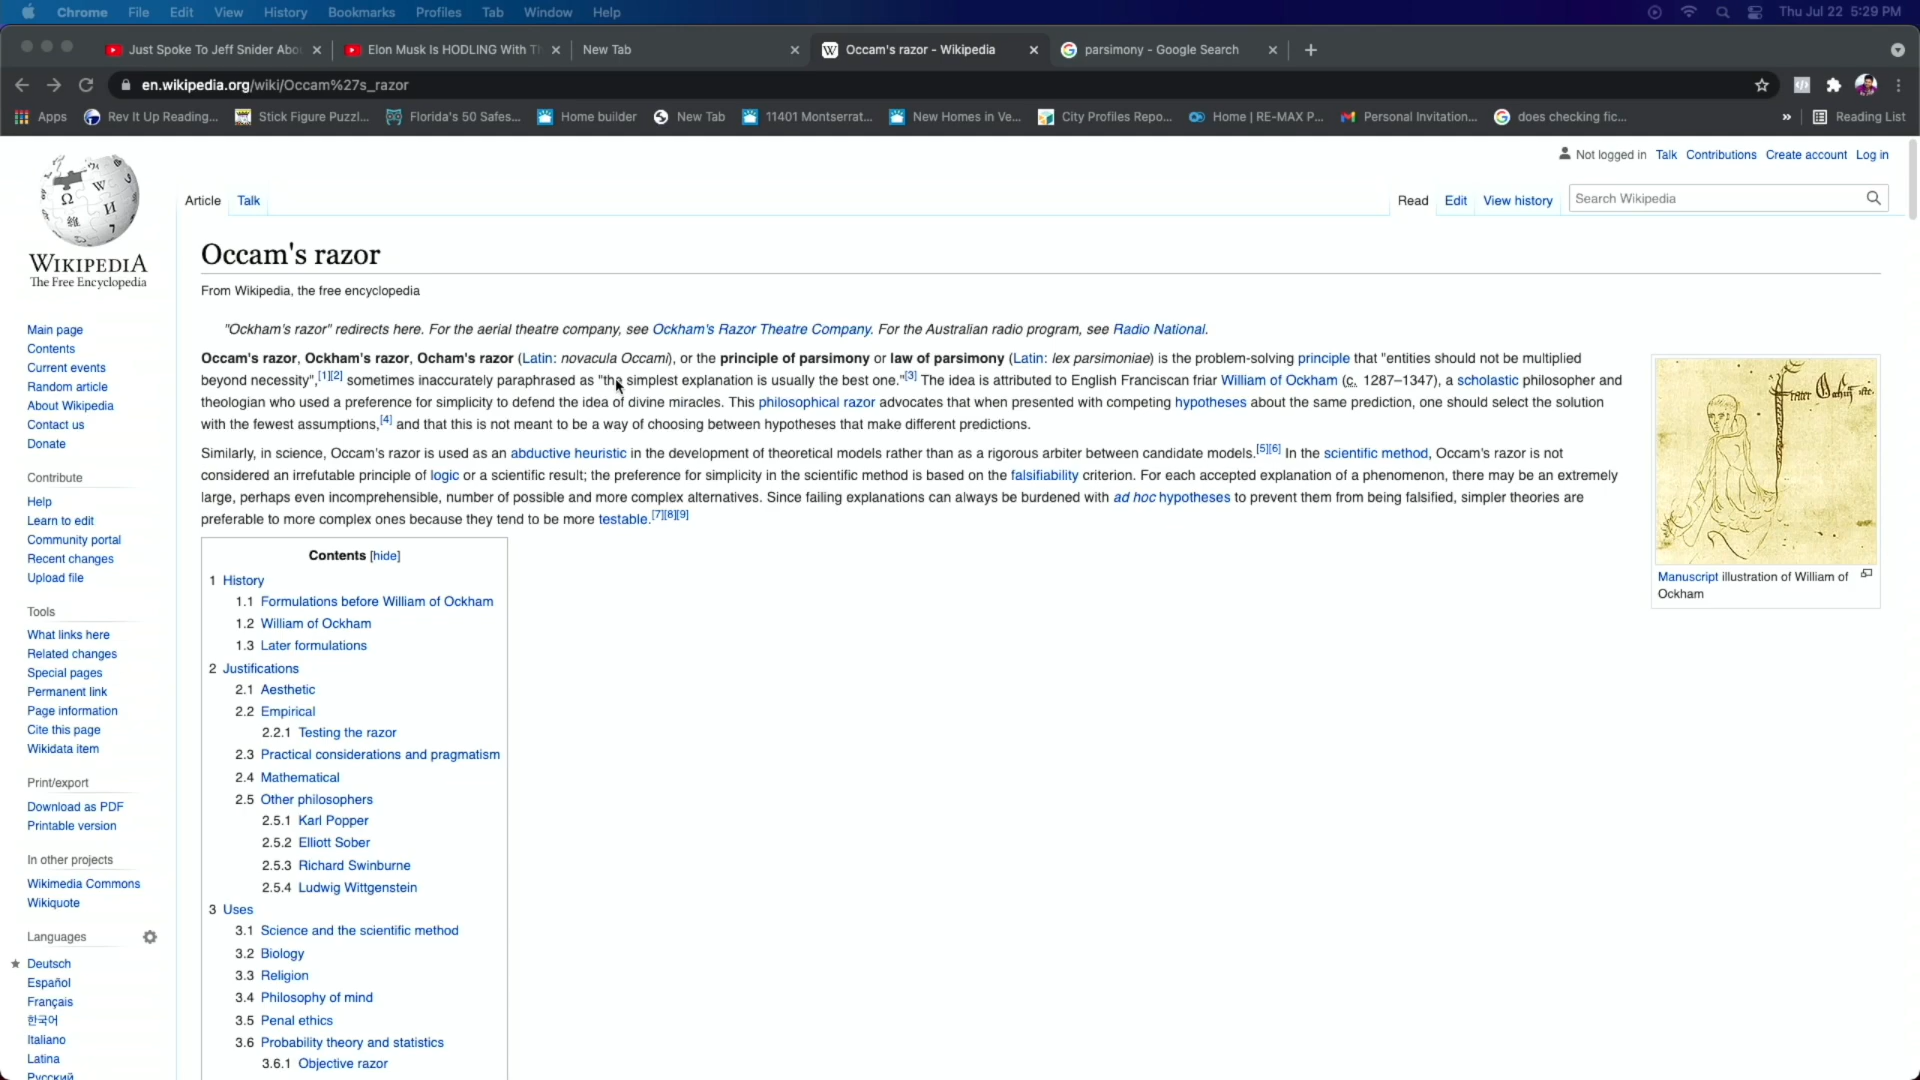 Chrome File Edit View History Bookmarks Profiles Tab Window Help Thu Jul 22 5:29 PM
Just Spoke To Jeff Snider Abo Elon Musk Is HODLING With Th New Tab Occam's razor - Wikipedia parsimony - Google Search
en.wikipedia.org/wiki/Occam%27s_razor
Apps Rev It Up Reading... Stick Figure Puzzl... Florida's 50 Safes... Home builder New Tab 11401 Montserrat... New Homes in Ve... City Profiles Repo... Home | RE-MAX P... Personal Invitation... does checking fic... » Reading List
Not logged in Talk Contributions Create account Log in
Article Talk Read Edit View history Search Wikipedia
WIKIPEDIA
The Free Encyclopedia
Main page
Contents
Current events
Random article
About Wikipedia
Contact us
Donate
Contribute
Help
Learn to edit
Community portal
Recent changes
Upload file
Tools
What links here
Related changes
Special pages
Permanent link
Page information
Cite this page
Wikidata item
Print/export
Download as PDF
Printable version
In other projects
Wikimedia Commons
Wikiquote
Languages
Deutsch
Español
Français
한국어
Italiano
Latina
Русский
Occam's razor
From Wikipedia, the free encyclopedia
"Ockham's razor" redirects here. For the aerial theatre company, see Ockham's Razor Theatre Company. For the Australian radio program, see Radio National.
Occam's razor, Ockham's razor, Ocham's razor (Latin: novacula Occami), or the principle of parsimony or law of parsimony (Latin: lex parsimoniae) is the problem-solving principle that "entities should not be multiplied
beyond necessity",[1][2] sometimes inaccurately paraphrased as "the simplest explanation is usually the best one."[3] The idea is attributed to English Franciscan friar William of Ockham (c. 1287–1347), a scholastic philosopher and
theologian who used a preference for simplicity to defend the idea of divine miracles. This philosophical razor advocates that when presented with competing hypotheses about the same prediction, one should select the solution
with the fewest assumptions,[4] and that this is not meant to be a way of choosing between hypotheses that make different predictions.
Similarly, in science, Occam's razor is used as an abductive heuristic in the development of theoretical models rather than as a rigorous arbiter between candidate models.[5][6] In the scientific method, Occam's razor is not
considered an irrefutable principle of logic or a scientific result; the preference for simplicity in the scientific method is based on the falsifiability criterion. For each accepted explanation of a phenomenon, there may be an extremely
large, perhaps even incomprehensible, number of possible and more complex alternatives. Since failing explanations can always be burdened with ad hoc hypotheses to prevent them from being falsified, simpler theories are
preferable to more complex ones because they tend to be more testable.[7][8][9]
Contents [hide]
1 History
1.1 Formulations before William of Ockham
1.2 William of Ockham
1.3 Later formulations
2 Justifications
2.1 Aesthetic
2.2 Empirical
2.2.1 Testing the razor
2.3 Practical considerations and pragmatism
2.4 Mathematical
2.5 Other philosophers
2.5.1 Karl Popper
2.5.2 Elliott Sober
2.5.3 Richard Swinburne
2.5.4 Ludwig Wittgenstein
3 Uses
3.1 Science and the scientific method
3.2 Biology
3.3 Religion
3.4 Philosophy of mind
3.5 Penal ethics
3.6 Probability theory and statistics
3.6.1 Objective razor
Manuscript illustration of William of
Ockham